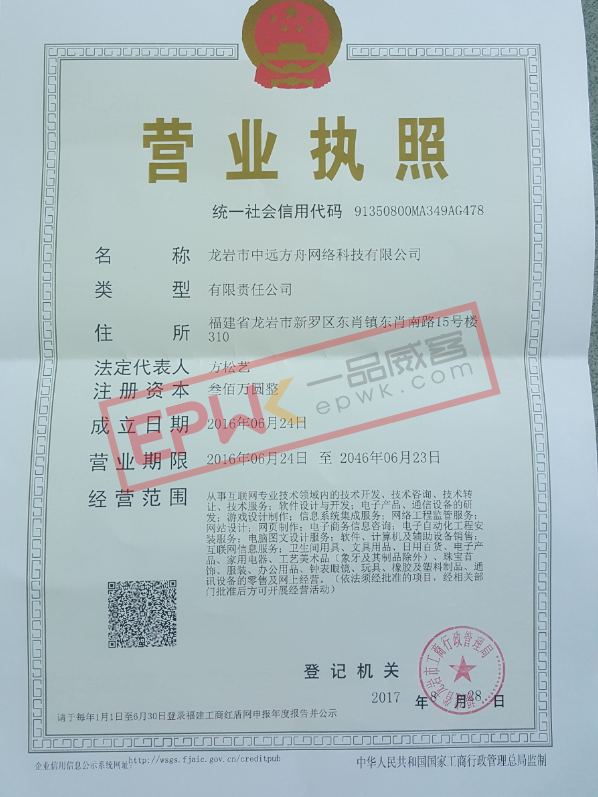 营业执照
统一社会信用代码 91350800MA349AG478
名称 龙岩市中远方舟网络科技有限公司
类型 有限责任公司
住所 福建省龙岩市新罗区东肖镇东肖南路15号楼
310
法定代表人 方松艺
注册资本 叁佰万圆整
成立日期 2016年06月24日
营业期限 2016年06月24日 至 2046年06月23日
经营范围 从事互联网专业技术领域内的技术开发、技术咨询、技术转
让、技术服务；软件设计与开发；电子产品、通信设备的研
发；游戏设计制作；信息系统集成服务；网络工程监管服务；
网站设计；网页制作；电子商务信息咨询；电子自动化工程安
装服务；电脑图文设计服务；软件、计算机及辅助设备销售；
互联网信息服务；卫生间用具、文具用品、日用百货、电子产
品、家用电器、工艺美术品（象牙及其制品除外）、珠宝首
饰、服装、办公用品、钟表眼镜、玩具、橡胶及塑料制品、通
讯设备的零售及网上经营。（依法须经批准的项目，经相关部
门批准后方可开展经营活动）
EPWK 一品威客
epwk.com
登记机关
龙岩市工商行政管理局
2017 年 月28日
请于每年1月1日至6月30日登录福建工商红盾网申报年度报告并公示
企业信用信息公示系统网址：http://wsgs.fjaic.gov.cn/creditpub
中华人民共和国国家工商行政管理总局监制